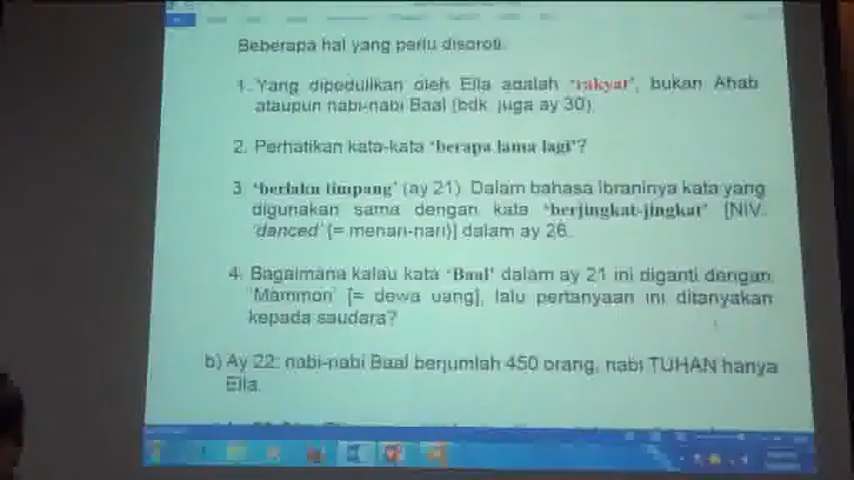 Beberapa hal yang perlu disoroti.
1. Yang dipedulikan oleh Elia adalah 'rakyat', bukan Ahab
ataupun nabi-nabi Baal (bdk juga ay 30).
2. Perhatikan kata-kata 'berapa lama lagi'?
3. 'berlaku timpang' (ay 21). Dalam bahasa Ibraninya kata yang
digunakan sama dengan kata 'berjingkat-jingkat' [NIV.
'danced' (= menari-nari)] dalam ay 26.
4. Bagaimana kalau kata 'Baal' dalam ay 21 ini diganti dengan
'Mammon' [= dewa uang], lalu pertanyaan ini ditanyakan
kepada saudara?
b) Ay 22: nabi-nabi Baal berjumlah 450 orang, nabi TUHAN hanya
Elia.